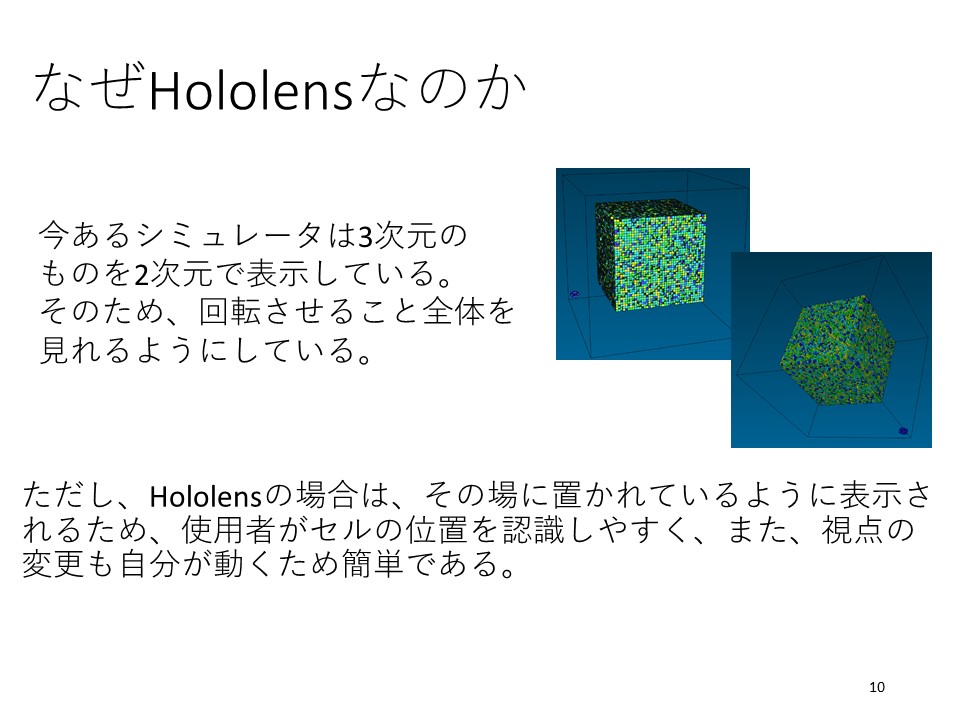 なぜHololensなのか
今あるシミュレータは3次元の
ものを2次元で表示している。
そのため、回転させること全体を
見れるようにしている。
ただし、Hololensの場合は、その場に置かれているように表示さ
れるため、使用者がセルの位置を認識しやすく、また、視点の
変更も自分が動くため簡単である。
10